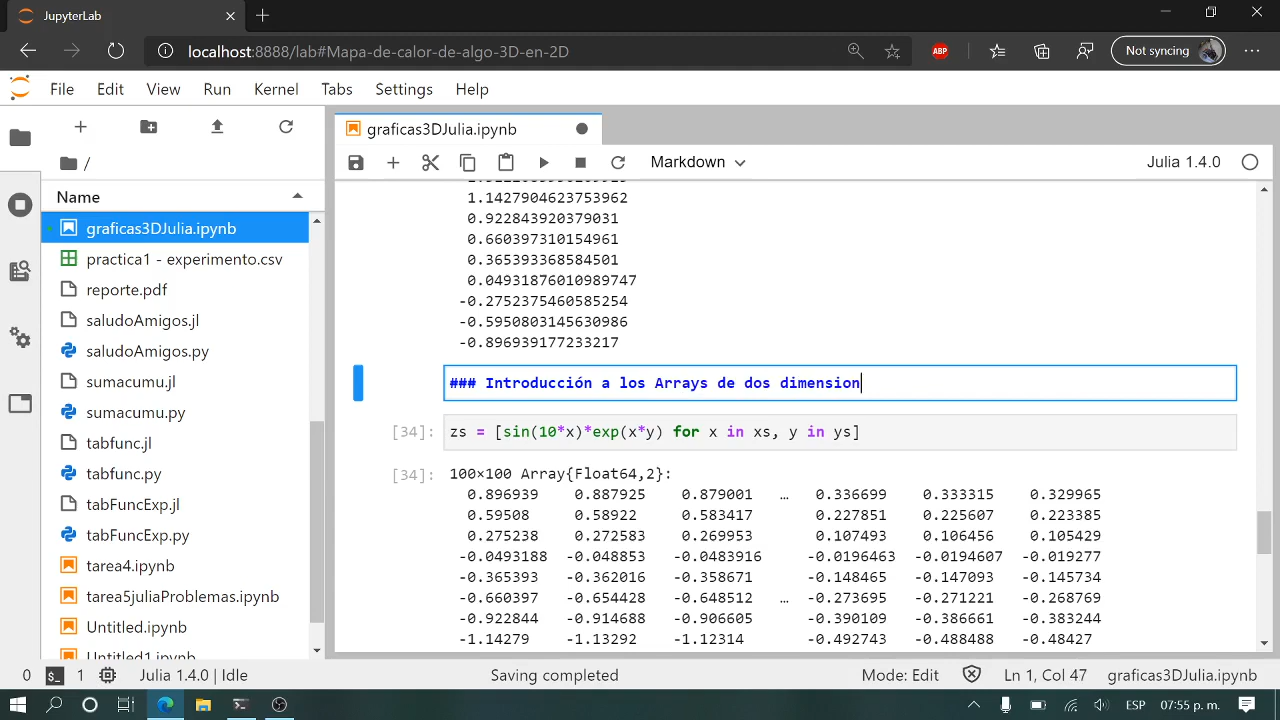 JupyterLab
localhost:8888/lab#Mapa-de-calor-de-algo-3D-en-2D
ABP
Not syncing
File Edit View Run Kernel Tabs Settings Help
graficas3DJulia.ipynb
/
Markdown
Julia 1.4.0
Name
graficas3DJulia.ipynb
practica1 - experimento.csv
reporte.pdf
saludoAmigos.jl
saludoAmigos.py
sumacumu.jl
sumacumu.py
tabfunc.jl
tabfunc.py
tabFuncExp.jl
tabFuncExp.py
tarea4.ipynb
tarea5juliaProblemas.ipynb
Untitled.ipynb
Untitled1.ipynb
1.1427904623753962
0.922843920379031
0.660397310154961
0.365393368584501
0.04931876010989747
-0.2752375460585254
-0.5950803145630986
-0.896939177233217
### Introducción a los Arrays de dos dimension
[34]: zs = [sin(10*x)*exp(x*y) for x in xs, y in ys]
[34]: 100×100 Array{Float64,2}:
0.896939 0.887925 0.879001 … 0.336699 0.333315 0.329965
0.59508 0.58922 0.583417 0.227851 0.225607 0.223385
0.275238 0.272583 0.269953 0.107493 0.106456 0.105429
-0.0493188 -0.048853 -0.0483916 -0.0196463 -0.0194607 -0.019277
-0.365393 -0.362016 -0.358671 -0.148465 -0.147093 -0.145734
-0.660397 -0.654428 -0.648512 … -0.273695 -0.271221 -0.268769
-0.922844 -0.914688 -0.906605 -0.390109 -0.386661 -0.383244
-1.14279 -1.13292 -1.12314 -0.492743 -0.488488 -0.48427
0 1 Julia 1.4.0 | Idle Saving completed Mode: Edit Ln 1, Col 47 graficas3DJulia.ipynb
ESP 07:55 p. m.